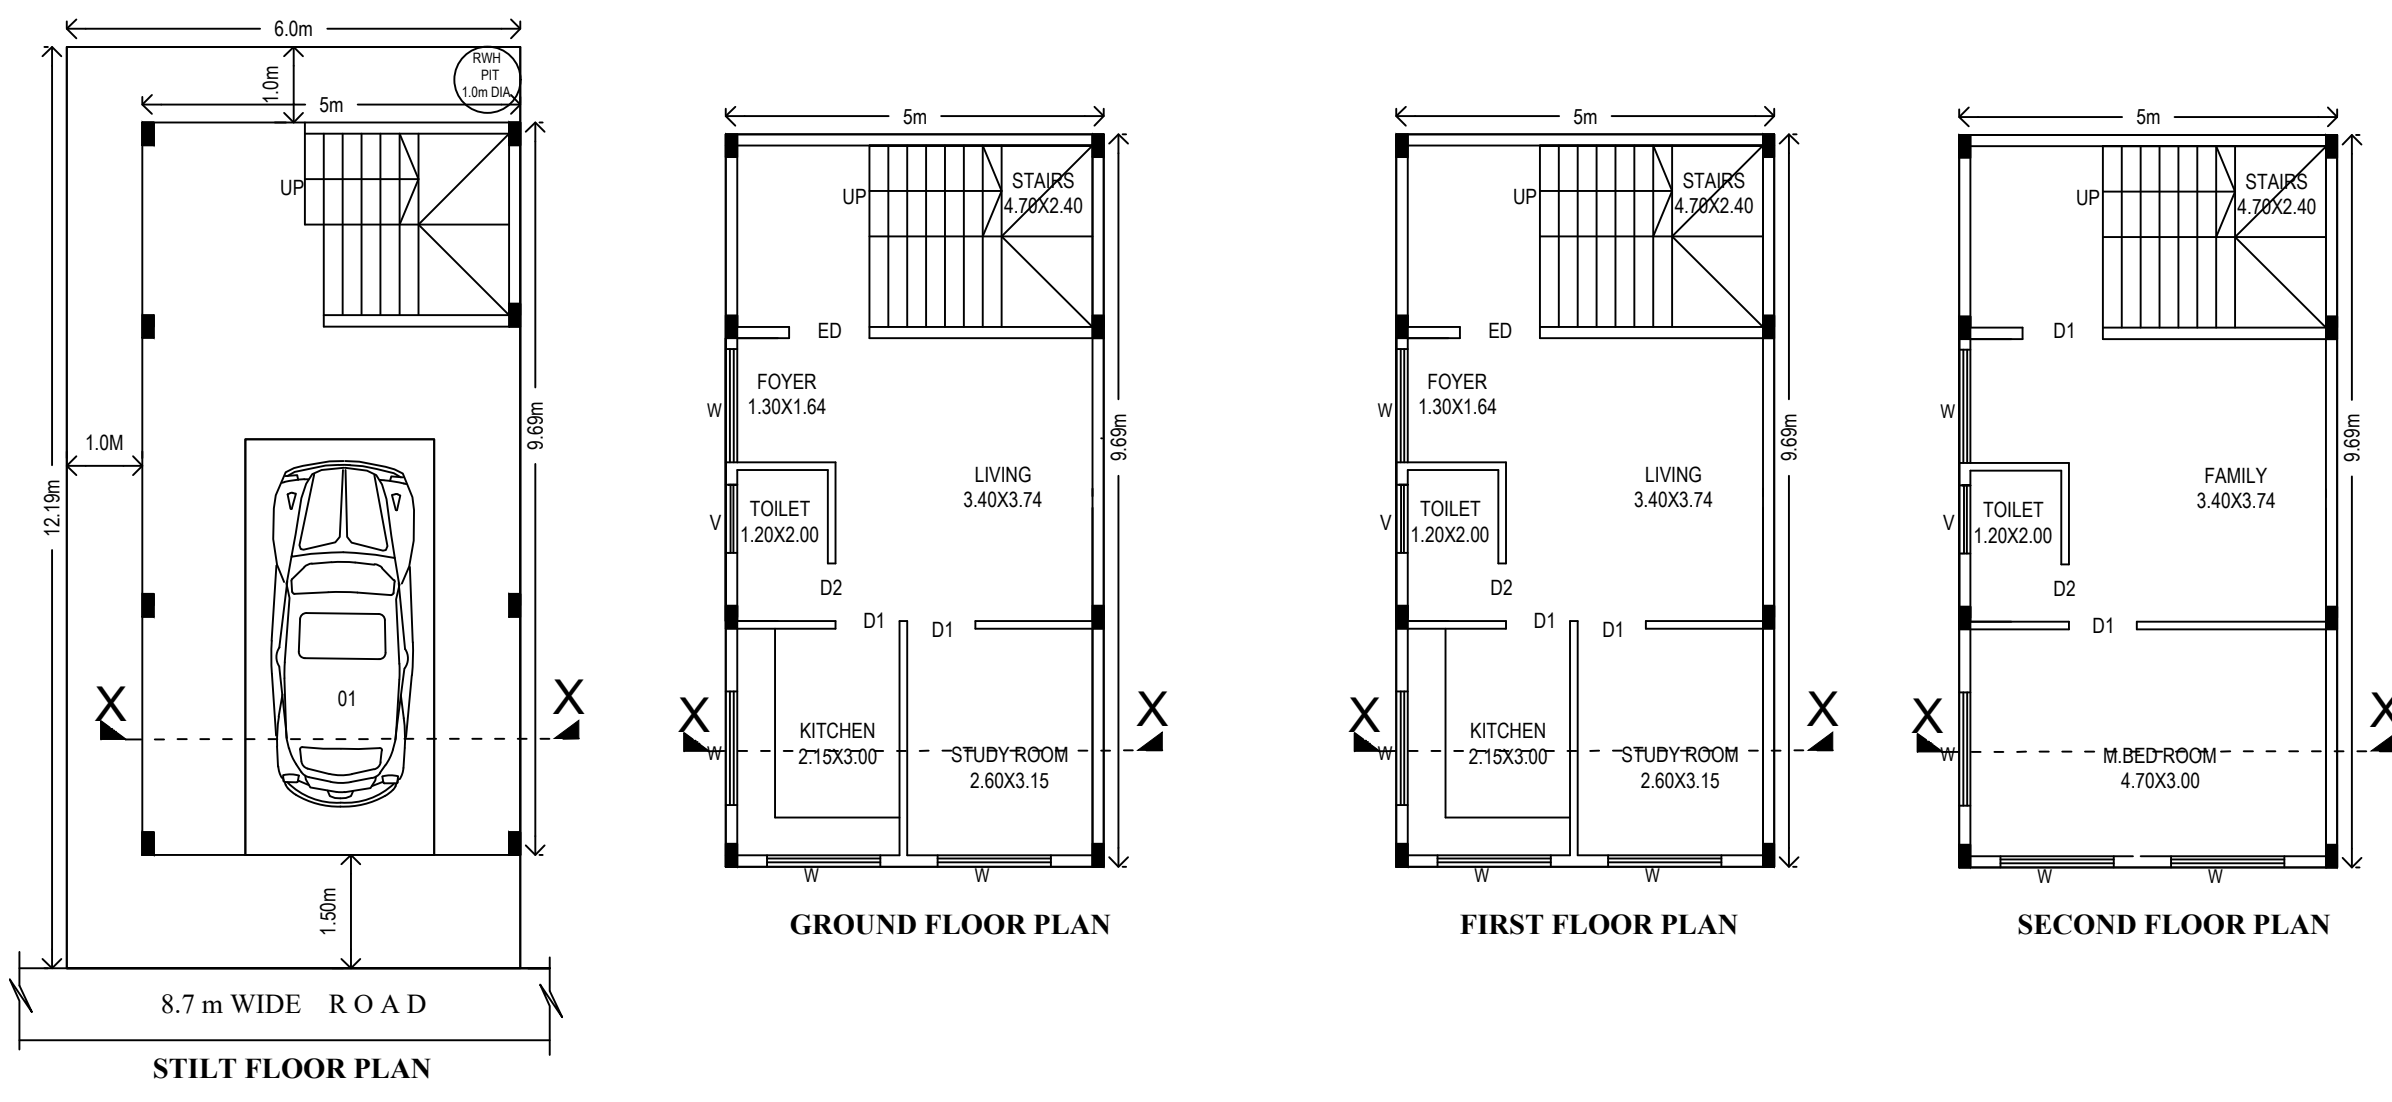 6.0m
RWH
PIT
1.0m DIA
1.0m
5m
UP
9.69m
1.0M
12.19m
01
X
X
1.50m
8.7 m WIDE R O A D
STILT FLOOR PLAN
5m
STAIRS
4.70X2.40
UP
ED
FOYER
1.30X1.64
W
9.69m
LIVING
3.40X3.74
TOILET
1.20X2.00
V
D2
D1
D1
X
X
W
KITCHEN
2.15X3.00
STUDY ROOM
2.60X3.15
W
W
GROUND FLOOR PLAN
5m
STAIRS
4.70X2.40
UP
ED
FOYER
1.30X1.64
W
9.69m
LIVING
3.40X3.74
TOILET
1.20X2.00
V
D2
D1
D1
X
X
W
KITCHEN
2.15X3.00
STUDY ROOM
2.60X3.15
W
W
FIRST FLOOR PLAN
5m
STAIRS
4.70X2.40
UP
D1
W
9.69m
FAMILY
3.40X3.74
TOILET
1.20X2.00
V
D2
D1
X
X
W
M.BED ROOM
4.70X3.00
W
W
SECOND FLOOR PLAN